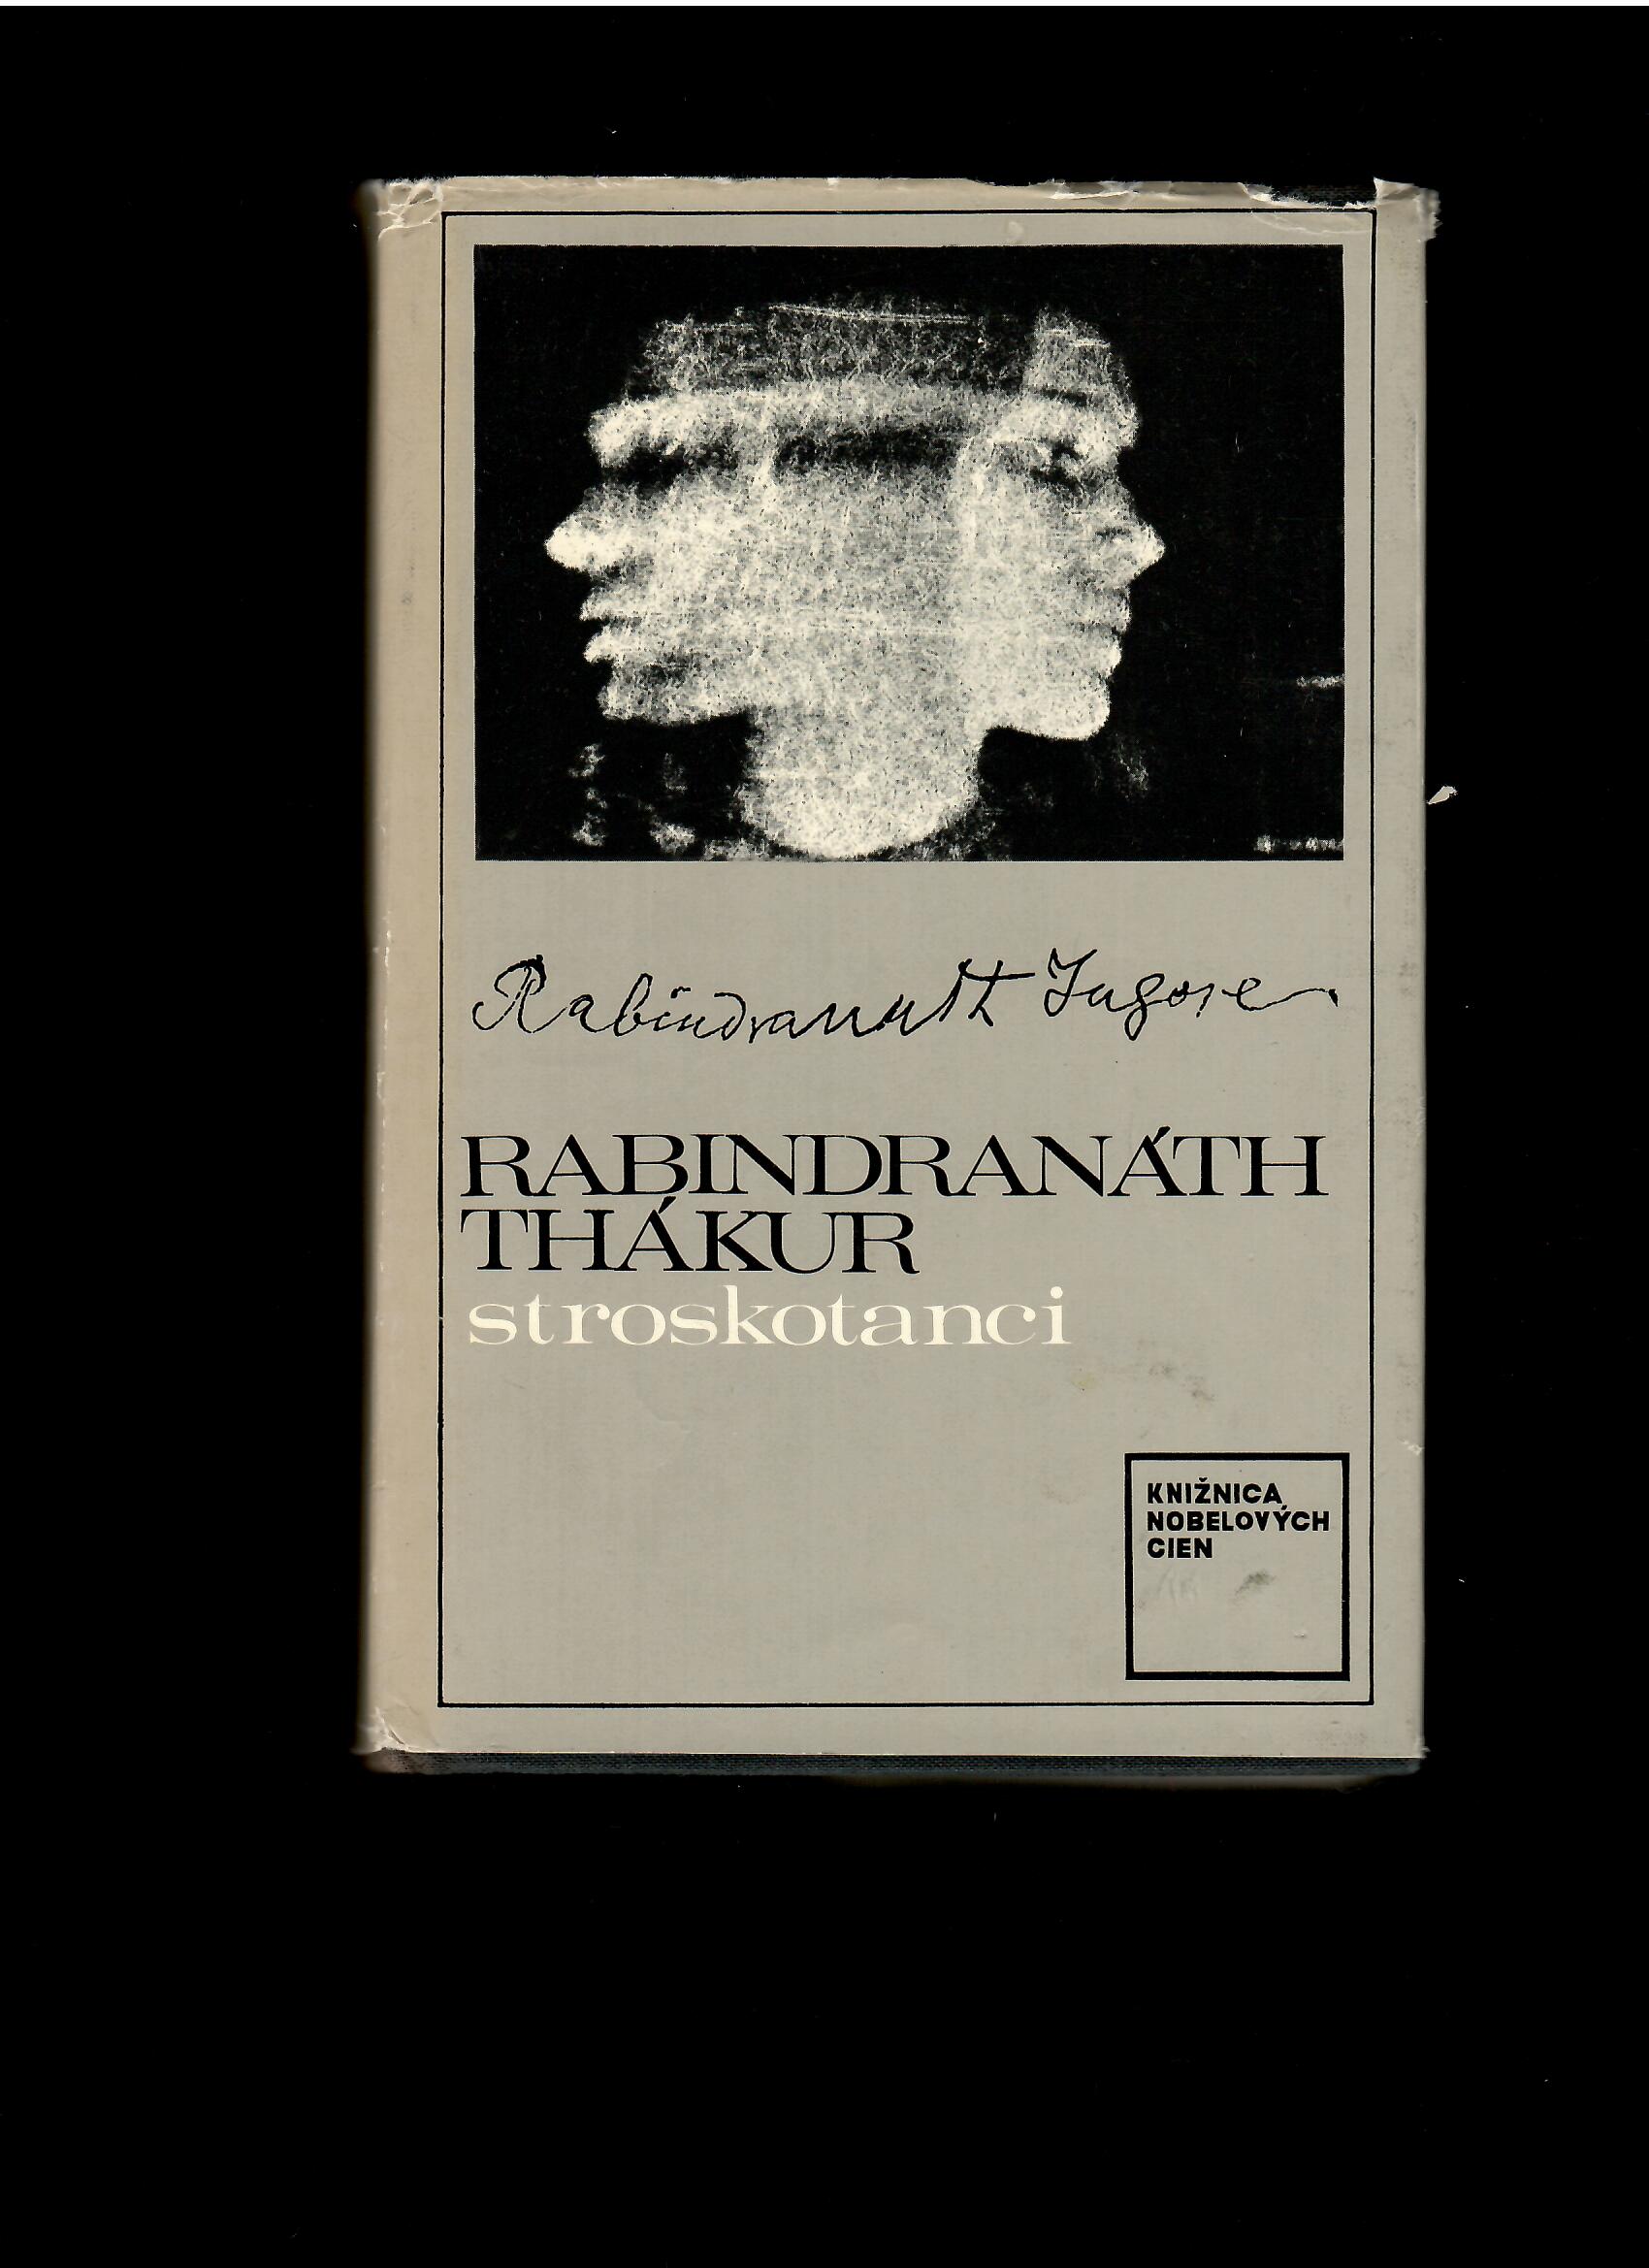 Rabindranath Tagore
RABINDRANÁTH
THÁKUR
stroskotanci
KNIŽNICA
NOBELOVÝCH
CIEN